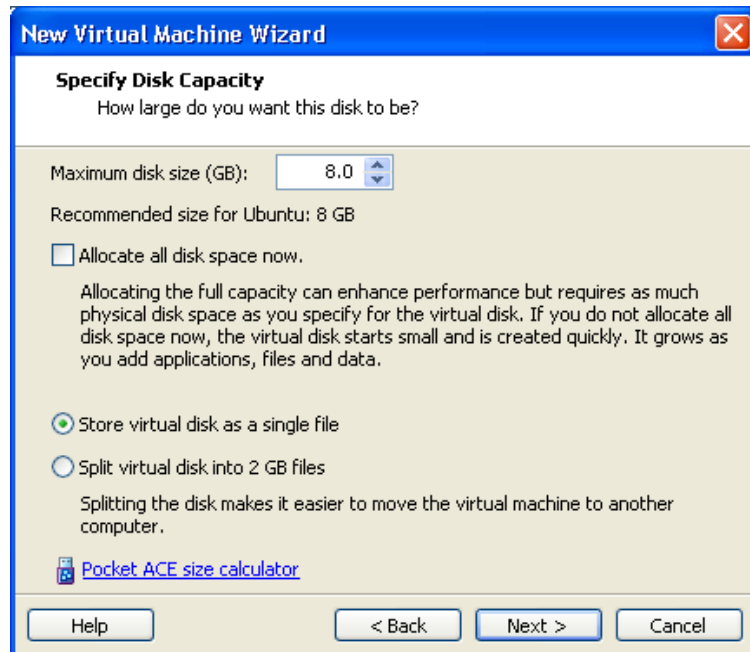 New Virtual Machine Wizard
Specify Disk Capacity
How large do you want this disk to be?
Maximum disk size (GB): 8.0
Recommended size for Ubuntu: 8 GB
Allocate all disk space now.
Allocating the full capacity can enhance performance but requires as much
physical disk space as you specify for the virtual disk. If you do not allocate all
disk space now, the virtual disk starts small and is created quickly. It grows as
you add applications, files and data.
Store virtual disk as a single file
Split virtual disk into 2 GB files
Splitting the disk makes it easier to move the virtual machine to another
computer.
Pocket ACE size calculator
Help < Back Next > Cancel